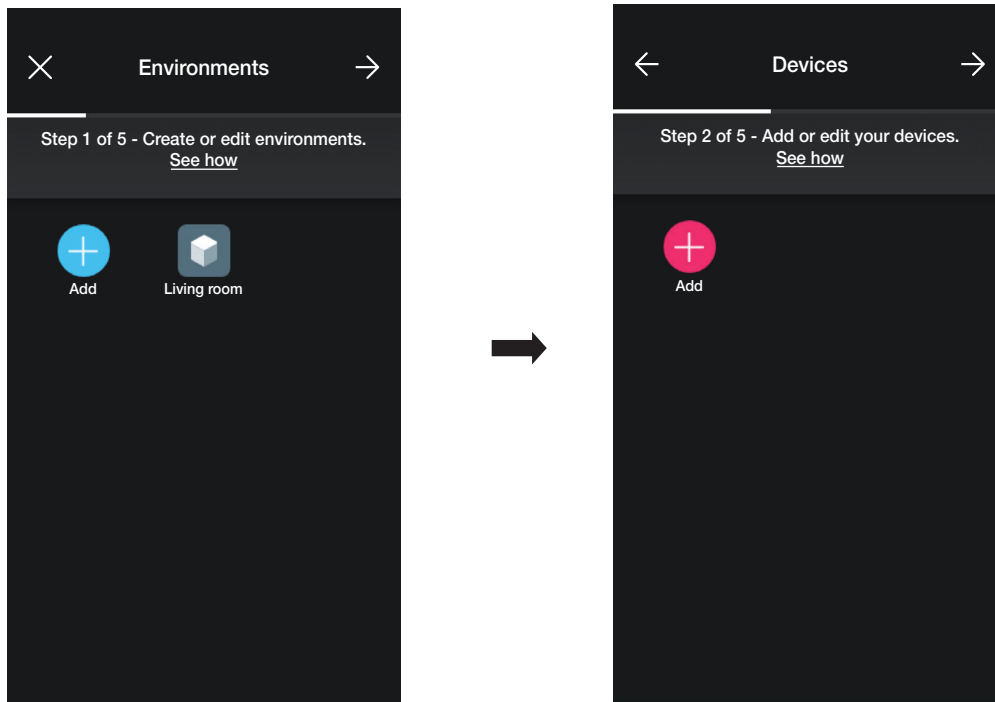 Environments
Step 1 of 5 - Create or edit environments.
See how
Add
Living room
Devices
Step 2 of 5 - Add or edit your devices.
See how
Add